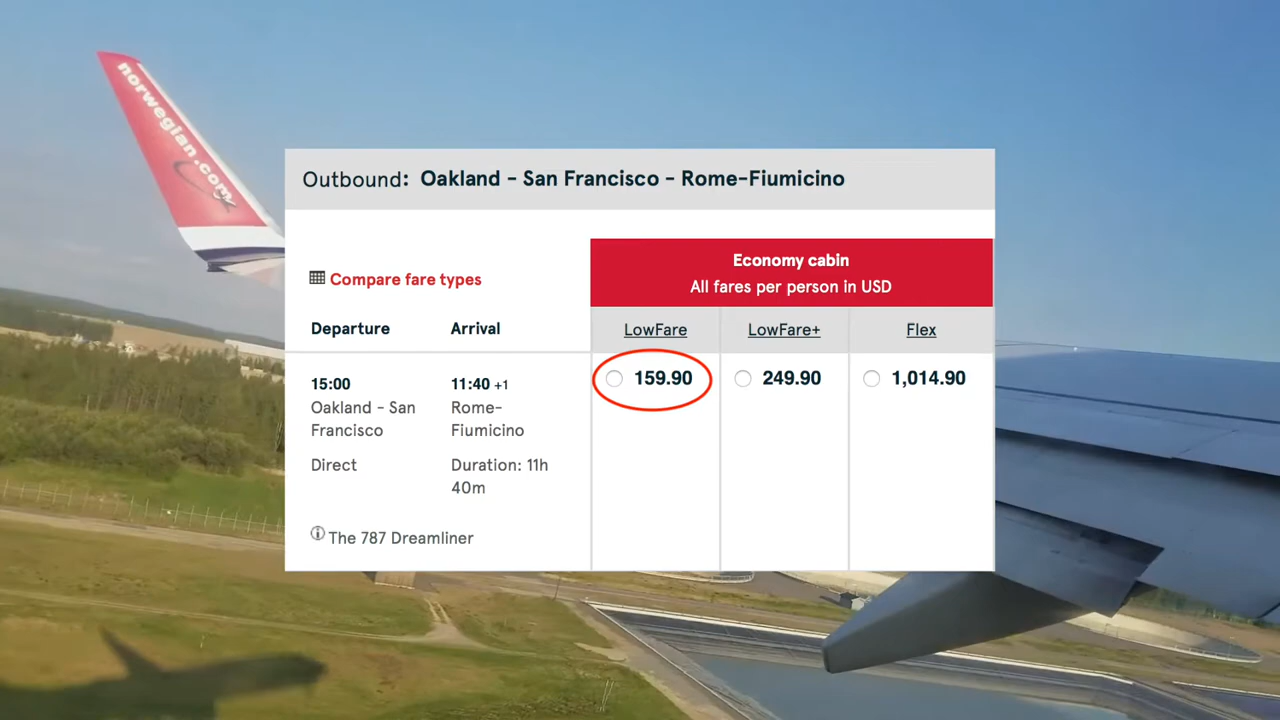 norwegian.com
Outbound: Oakland - San Francisco - Rome-Fiumicino
Compare fare types
Economy cabin
All fares per person in USD
Departure Arrival LowFare LowFare+ Flex
15:00 11:40 +1 159.90 249.90 1,014.90
Oakland - San Rome-
Francisco Fiumicino
Direct Duration: 11h
40m
The 787 Dreamliner